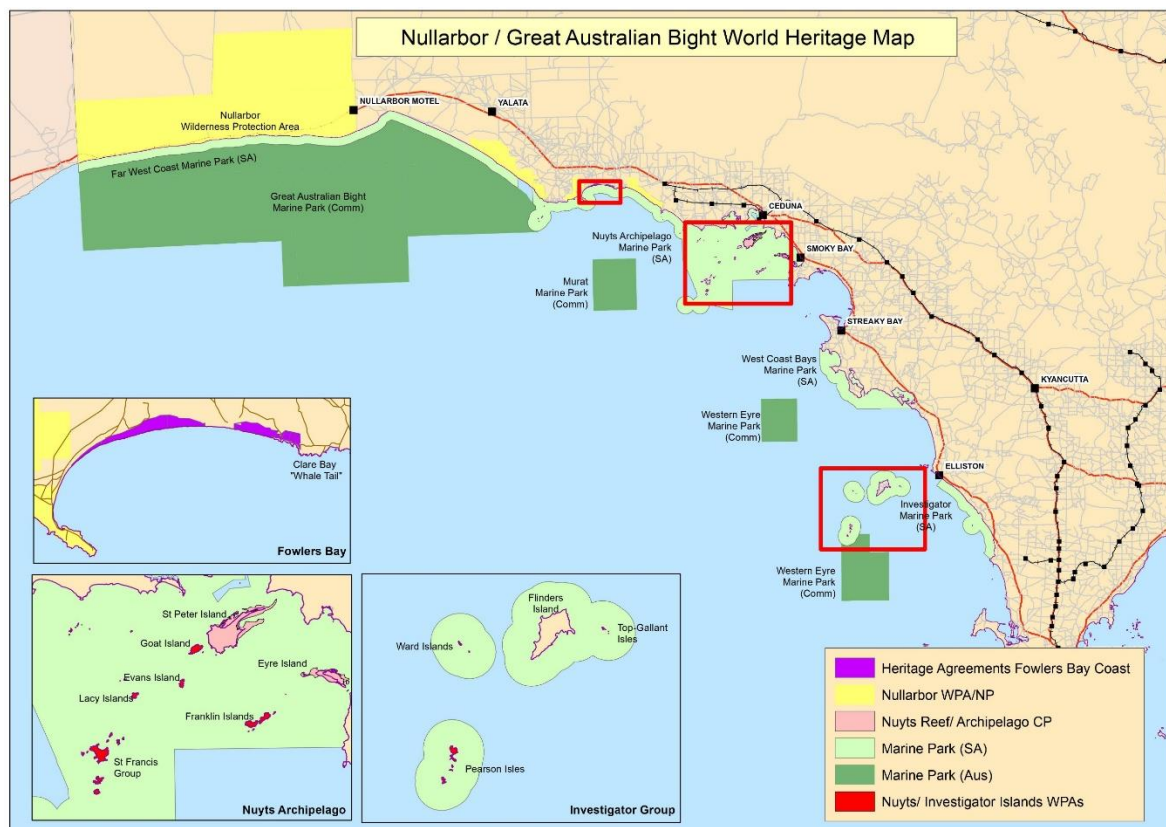 Nullarbor / Great Australian Bight World Heritage Map
NULLARBOR MOTEL
YALATA
Nullarbor
Wilderness Protection Area
Far West Coast Marine Park (SA)
Great Australian Bight
Marine Park (Comm)
CEDUNA
Nuyts Archipelago
Marine Park
(SA)
SMOKY BAY
Murat
Marine Park
(Comm)
STREAKY BAY
West Coast Bays
Marine Park
(SA)
KYANCUTTA
Western Eyre
Marine Park
(Comm)
ELLISTON
Investigator
Marine Park
(SA)
Western Eyre
Marine Park
(Comm)
Clare Bay
"Whale Tail"
Fowlers Bay
St Peter Island
Goat Island
Eyre Island
Evans Island
Lacy Islands
Franklin Islands
St Francis
Group
Nuyts Archipelago
Flinders
Island
Top-Gallant
Isles
Ward Islands
Pearson Isles
Investigator Group
Heritage Agreements Fowlers Bay Coast
Nullarbor WPA/NP
Nuyts Reef/ Archipelago CP
Marine Park (SA)
Marine Park (Aus)
Nuyts/ Investigator Islands WPAs